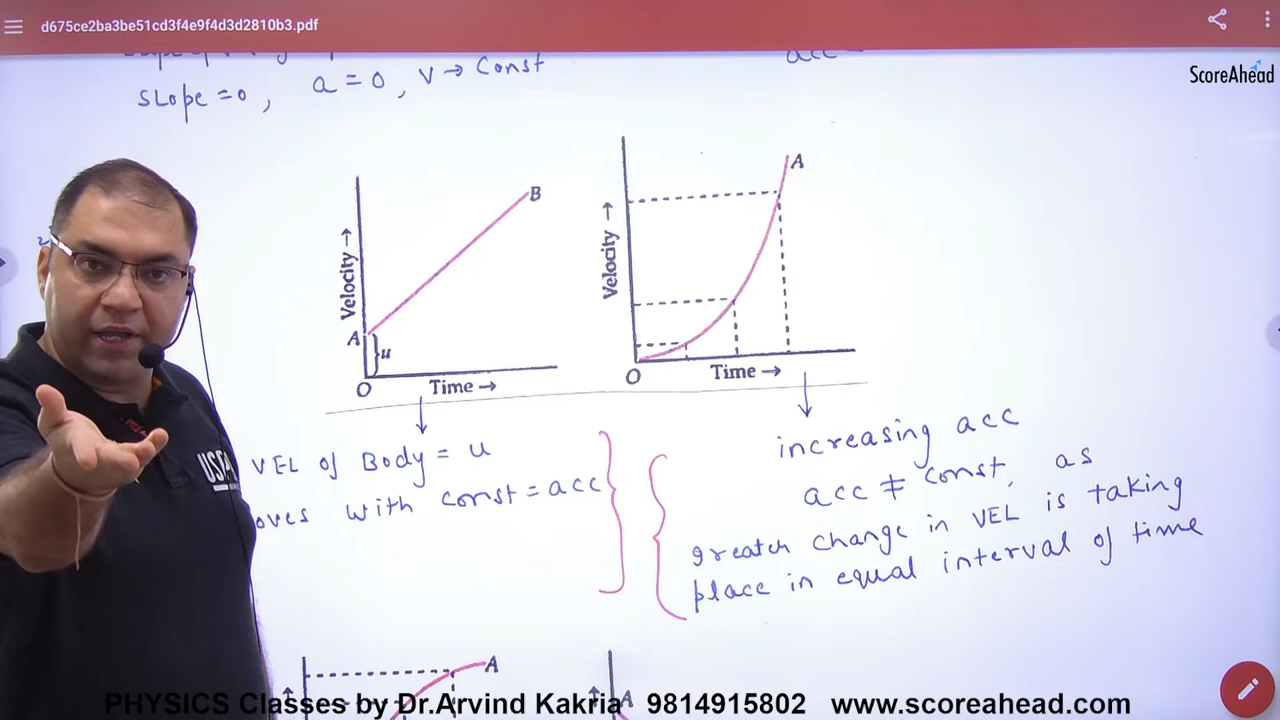 d675ce2ba3be51cd3f4e9f4d3d2810b3.pdf
ScoreAhead
acc
slope = 0, a = 0, v → Const
Velocity →
A
B
u
O
Time →
Velocity →
A
O
Time →
VEL of Body = u
oves with const = acc
increasing acc
acc ≠ const, as
greater change in VEL is taking
place in equal interval of time
A
A
PHYSICS Classes by Dr.Arvind Kakria 9814915802 www.scoreahead.com